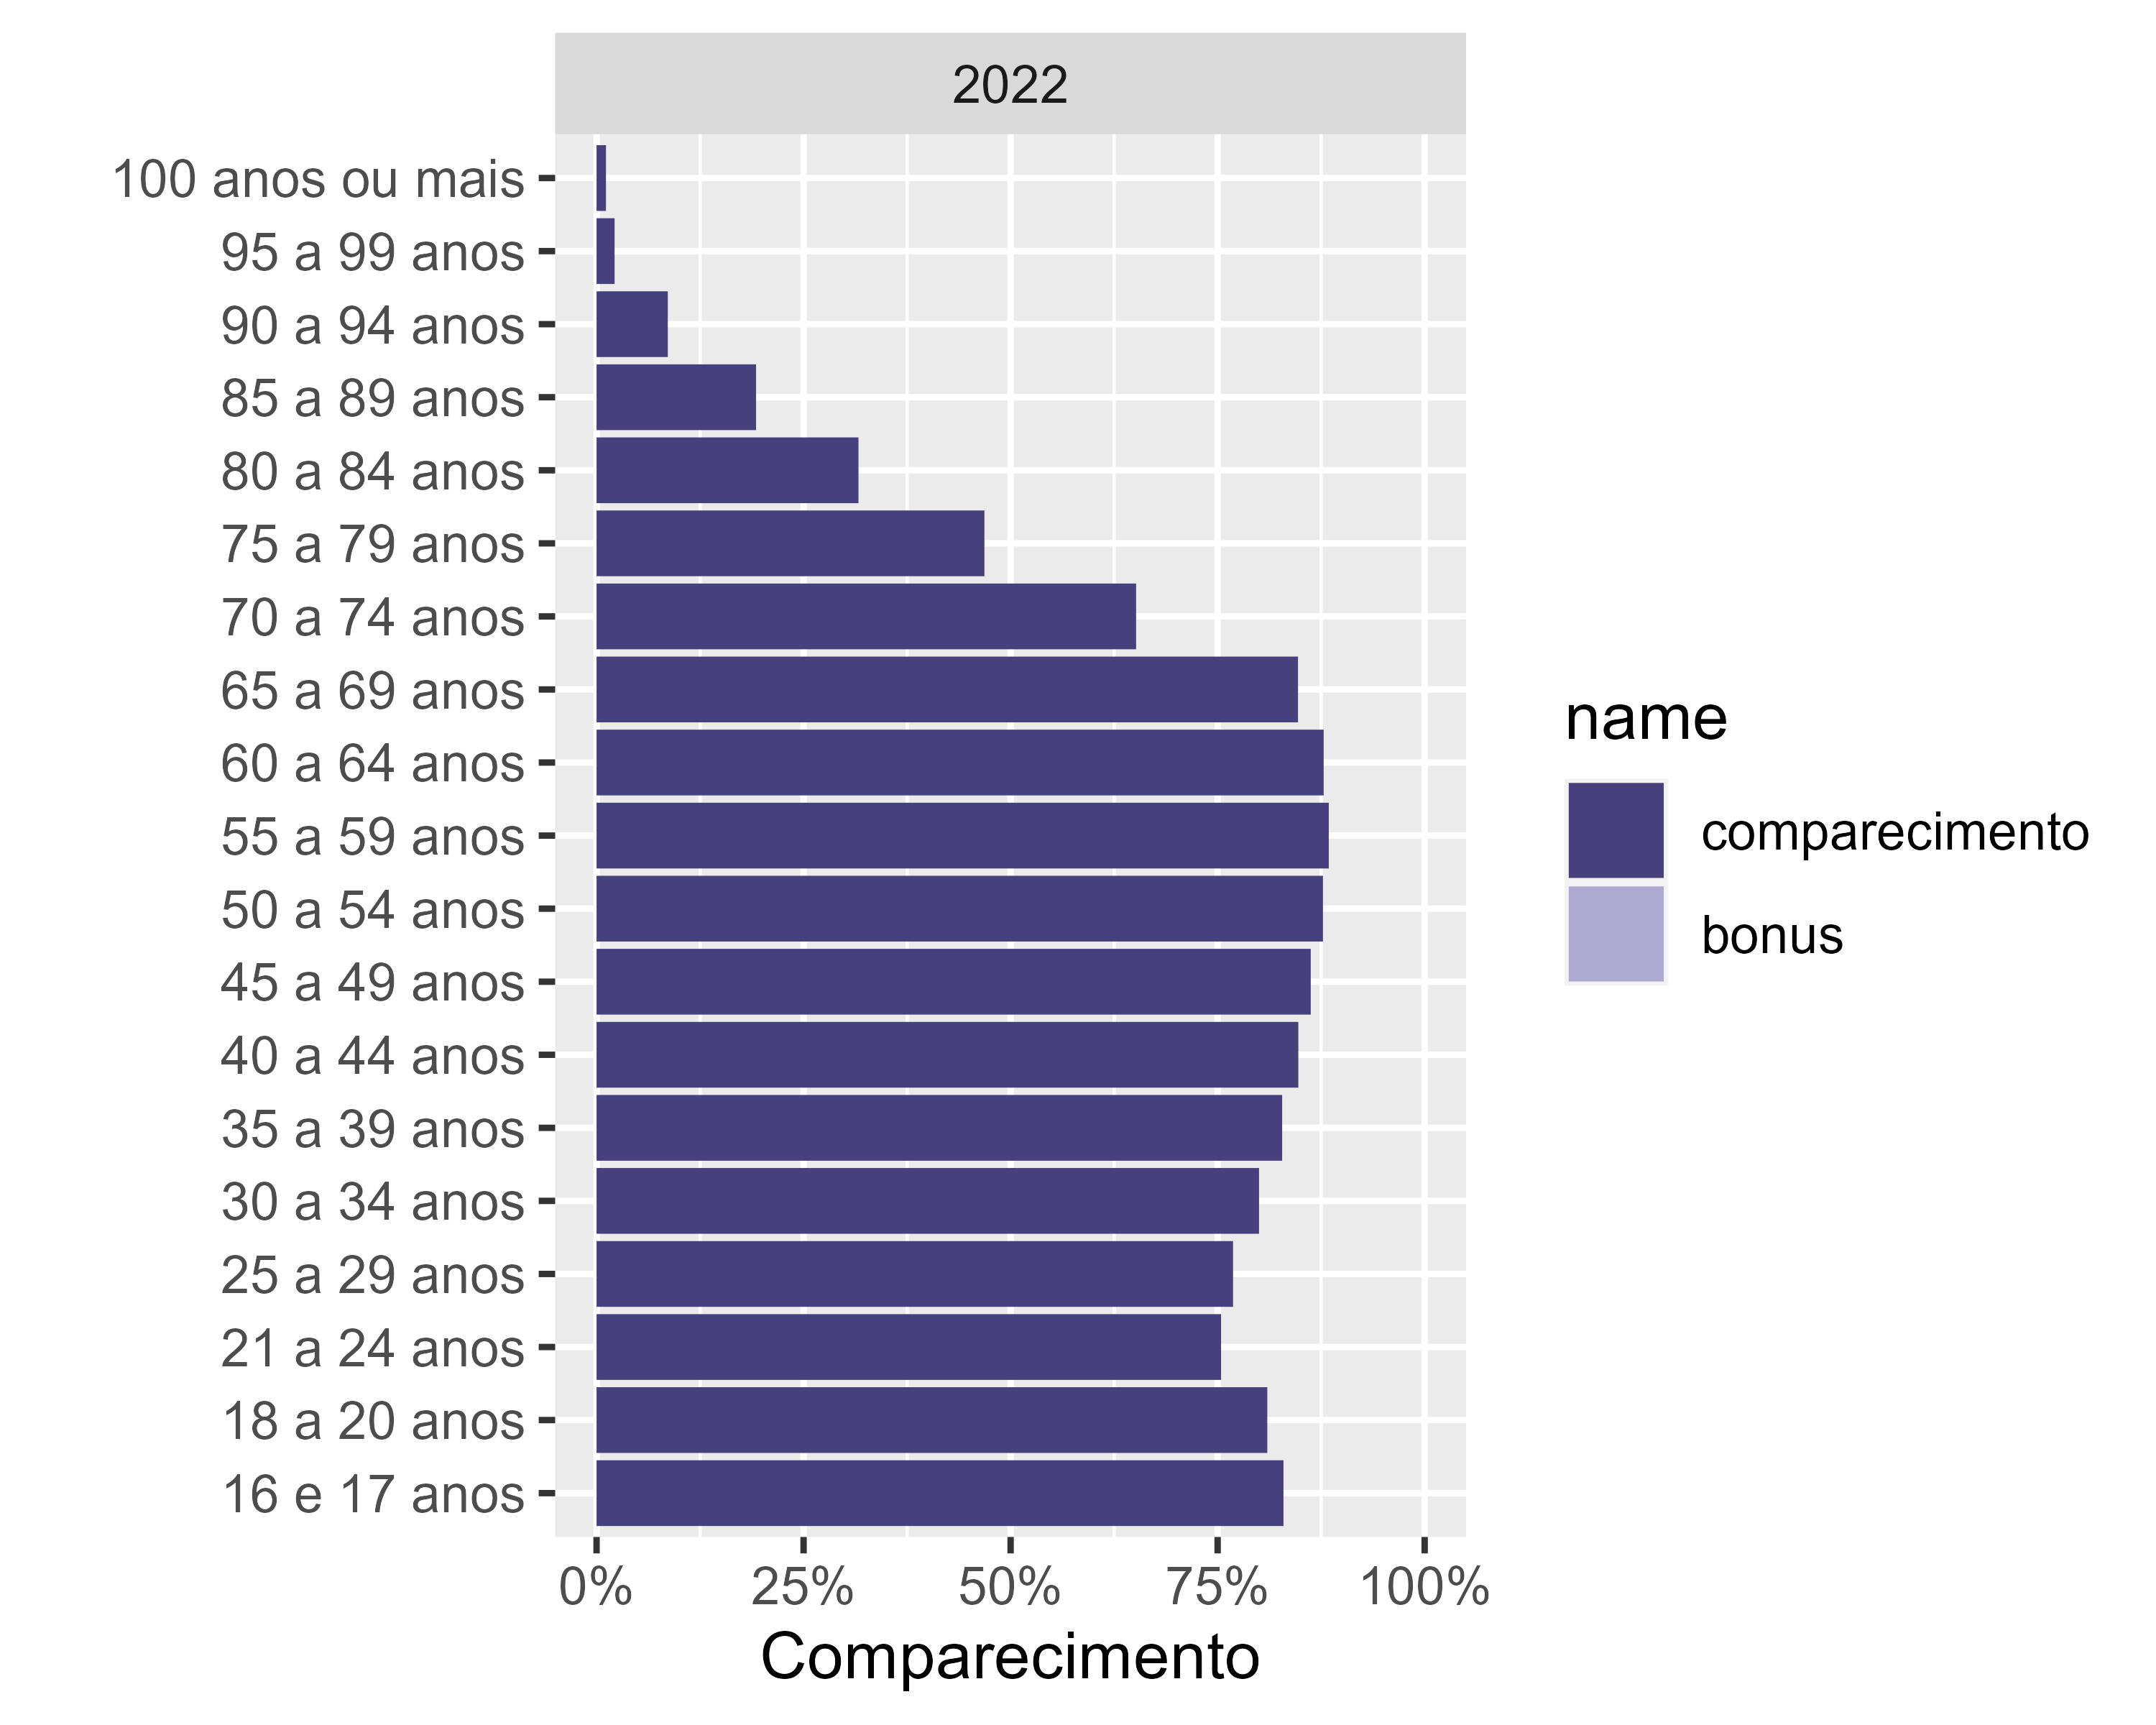 2022
100 anos ou mais
95 a 99 anos
90 a 94 anos
85 a 89 anos
80 a 84 anos
75 a 79 anos
70 a 74 anos
65 a 69 anos
60 a 64 anos
55 a 59 anos
50 a 54 anos
45 a 49 anos
40 a 44 anos
35 a 39 anos
30 a 34 anos
25 a 29 anos
21 a 24 anos
18 a 20 anos
16 e 17 anos
0% 25% 50% 75% 100%
Comparecimento
name
comparecimento
bonus